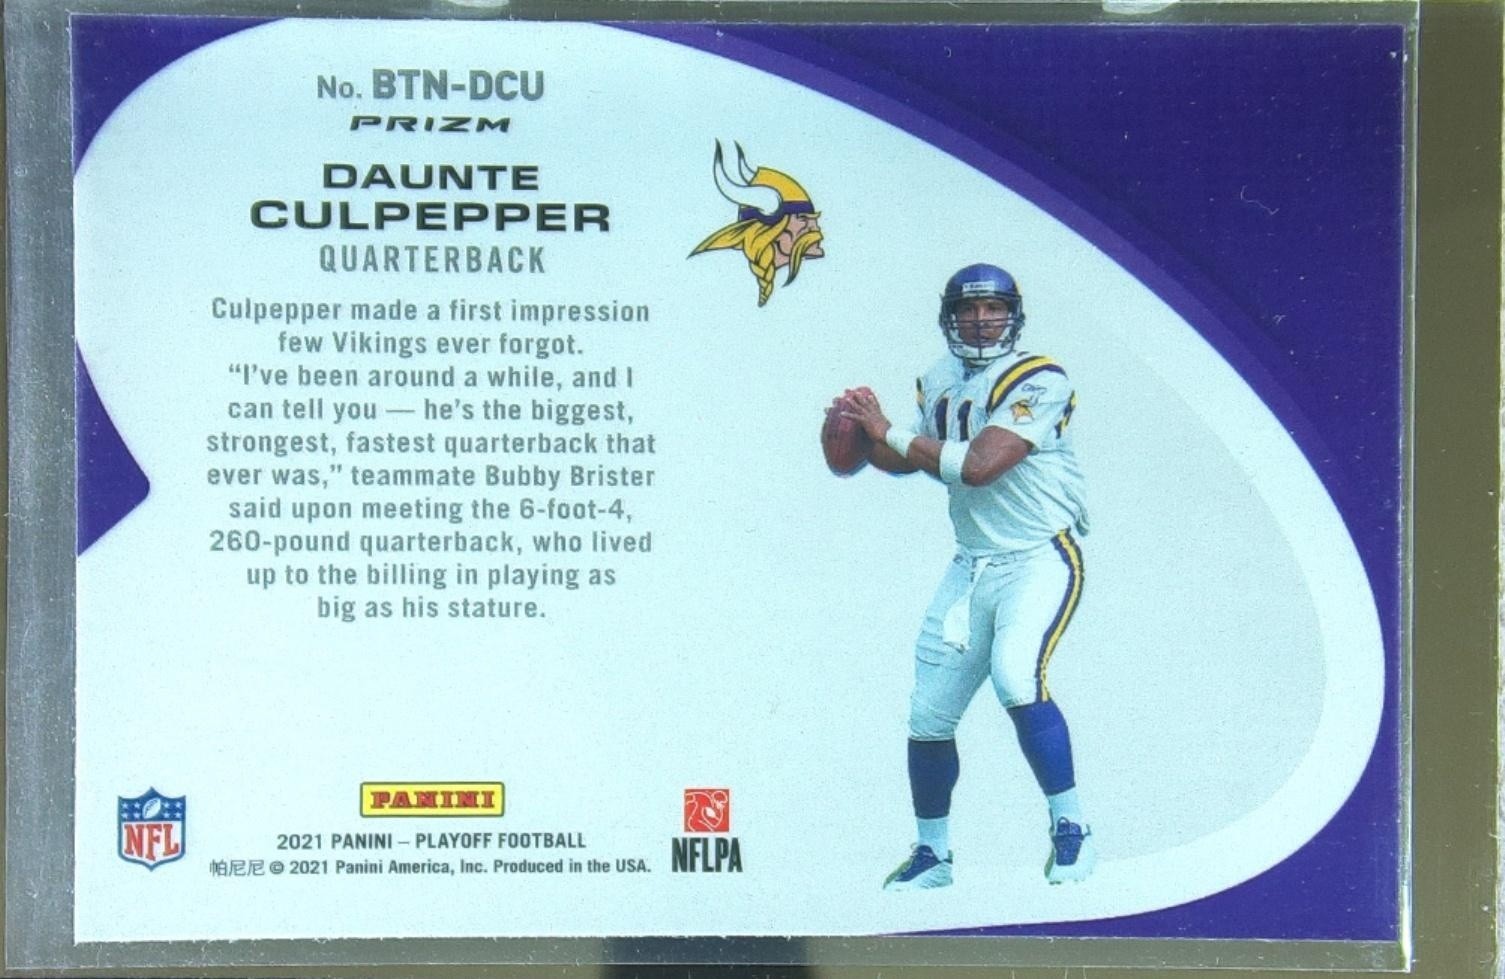 No. BTN-DCU
PRIZM
DAUNTE
CULPEPPER
QUARTERBACK
Culpepper made a first impression
few Vikings ever forgot.
“I’ve been around a while, and I
can tell you — he’s the biggest,
strongest, fastest quarterback that
ever was,” teammate Bubby Brister
said upon meeting the 6-foot-4,
260-pound quarterback, who lived
up to the billing in playing as
big as his stature.
11
NFL
PANINI
2021 PANINI – PLAYOFF FOOTBALL
帕尼尼 © 2021 Panini America, Inc. Produced in the USA.
NFLPA